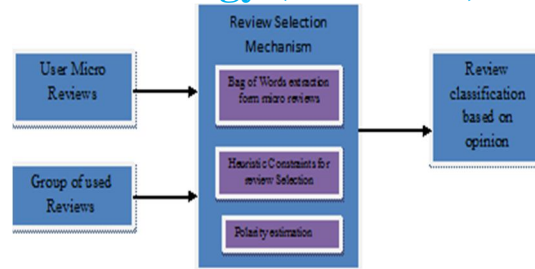 User Micro
Reviews
Group of used
Reviews
Review Selection
Mechanism
Bag of Words extraction
form micro reviews
Heuristic Constraints for
review Selection
Polarity estimation
Review
classification
based on
opinion